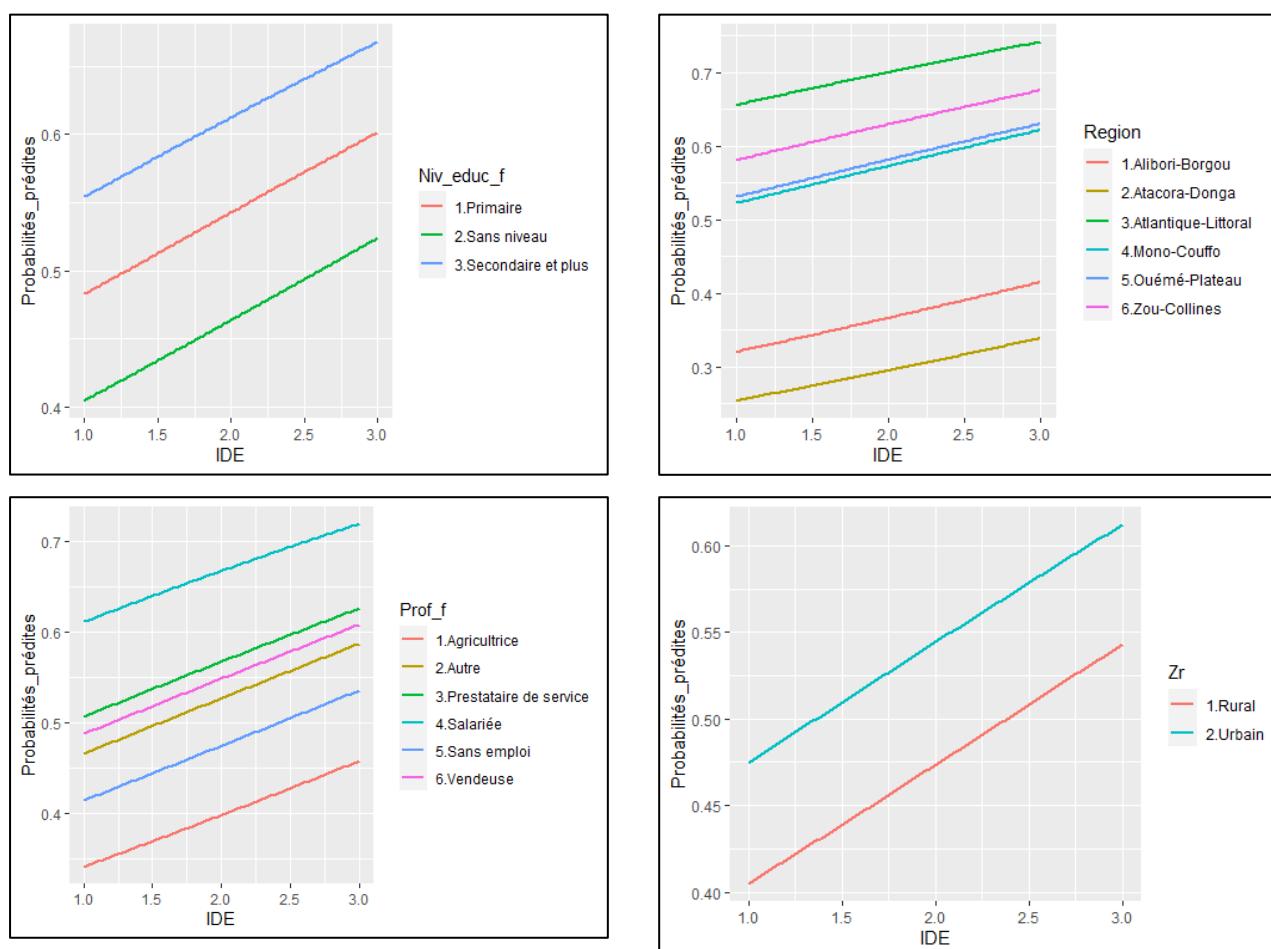 Probabilités_prédites
0.6
0.5
0.4
1.0 1.5 2.0 2.5 3.0
IDE
Niv_educ_f
1.Primaire
2.Sans niveau
3.Secondaire et plus
Probabilités_prédites
0.7
0.6
0.5
0.4
0.3
1.0 1.5 2.0 2.5 3.0
IDE
Region
1.Alibori-Borgou
2.Atacora-Donga
3.Atlantique-Littoral
4.Mono-Couffo
5.Ouémé-Plateau
6.Zou-Collines
Probabilités_prédites
0.7
0.6
0.5
0.4
1.0 1.5 2.0 2.5 3.0
IDE
Prof_f
1.Agricultrice
2.Autre
3.Prestataire de service
4.Salariée
5.Sans emploi
6.Vendeuse
Probabilités_prédites
0.60
0.55
0.50
0.45
0.40
1.0 1.5 2.0 2.5 3.0
IDE
Zr
1.Rural
2.Urbain